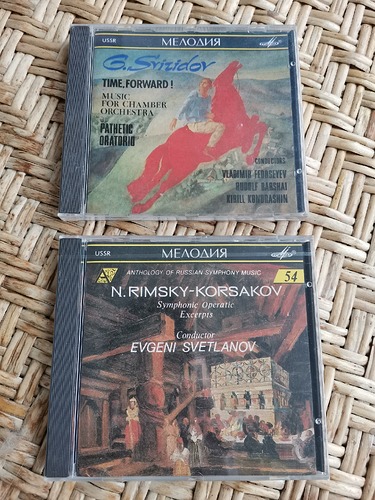 USSR
МЕЛОДИЯ
G. Sviridov
TIME, FORWARD!
MUSIC
FOR CHAMBER
ORCHESTRA
PATHETIC
ORATORIO
CONDUCTORS
VLADIMIR FEDOSEYEV
RUDOLF BARSHAI
KIRILL KONDRASHIN
USSR
МЕЛОДИЯ
ANTHOLOGY OF RUSSIAN SYMPHONY MUSIC
54
N. RIMSKY-KORSAKOV
Symphonic Operatic
Excerpts
Conductor
EVGENI SVETLANOV